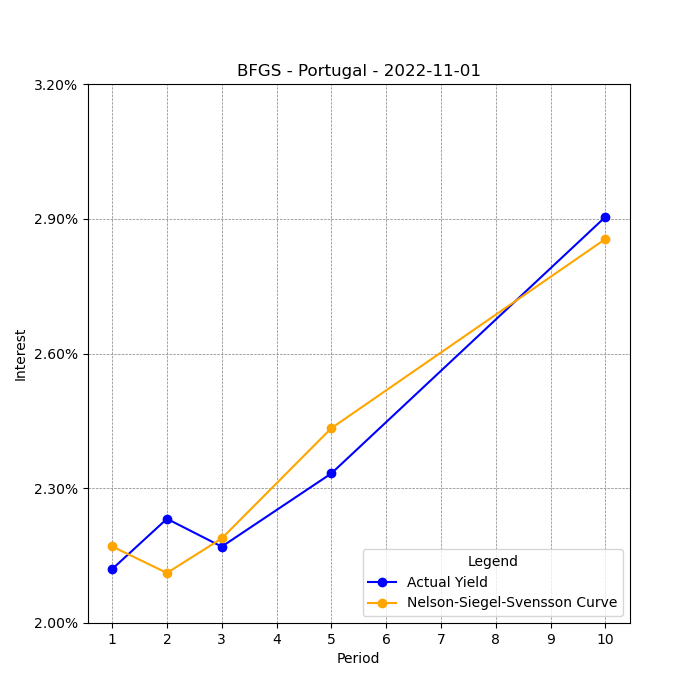 BFGS - Portugal - 2022-11-01
3.20%
2.90%
2.60%
2.30%
2.00%
Interest
Legend
Actual Yield
Nelson-Siegel-Svensson Curve
1 2 3 4 5 6 7 8 9 10
Period